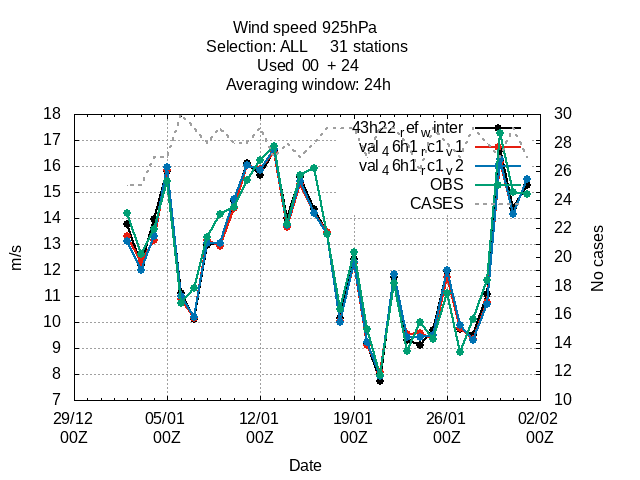 Wind speed 925hPa
Selection: ALL 31 stations
Used 00 + 24
Averaging window: 24h
18
17
16
15
14
13
12
11
10
9
8
7
m/s
30
28
26
24
22
20
18
16
14
12
10
No cases
43h22_ref_winter
val_46h1_rc1_v1
val_46h1_rc1_v2
OBS
CASES
29/12 05/01 12/01 19/01 26/01 02/02
00Z 00Z 00Z 00Z 00Z 00Z
Date